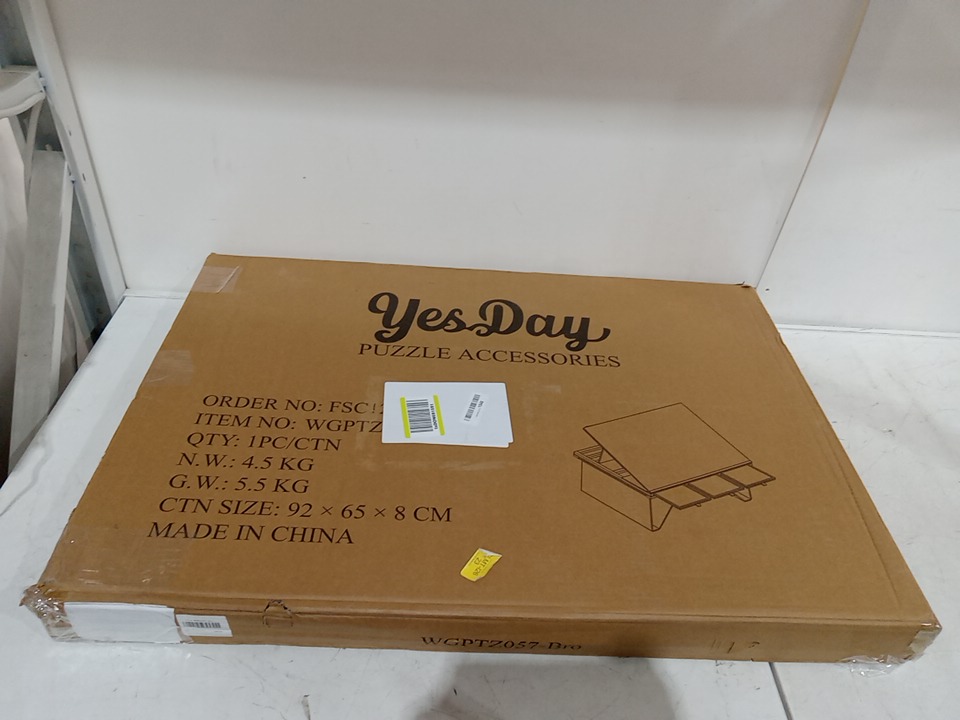 YesDay
PUZZLE ACCESSORIES
ORDER NO: FSC12
ITEM NO: WGPTZ
QTY: 1PC/CTN
N.W.: 4.5 KG
G.W.: 5.5 KG
CTN SIZE: 92 × 65 × 8 CM
MADE IN CHINA
WGPTZ057-Bro